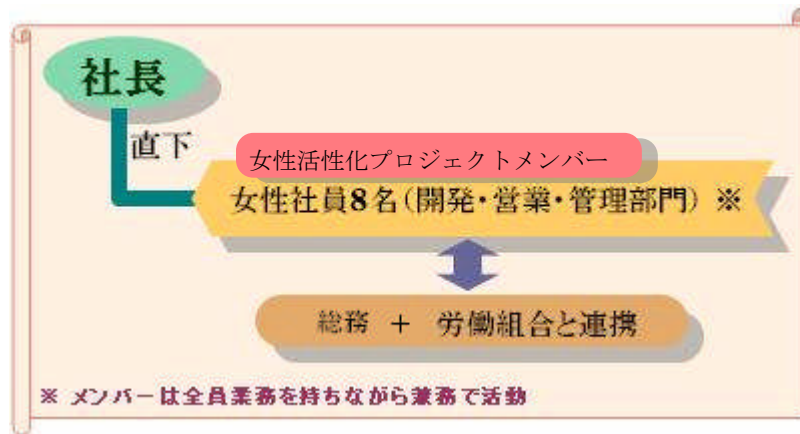 社長
直下
女性活性化プロジェクトメンバー
女性社員8名(開発・営業・管理部門) ※
総務 + 労働組合と連携
※ メンバーは全員業務を持ちながら兼務で活動